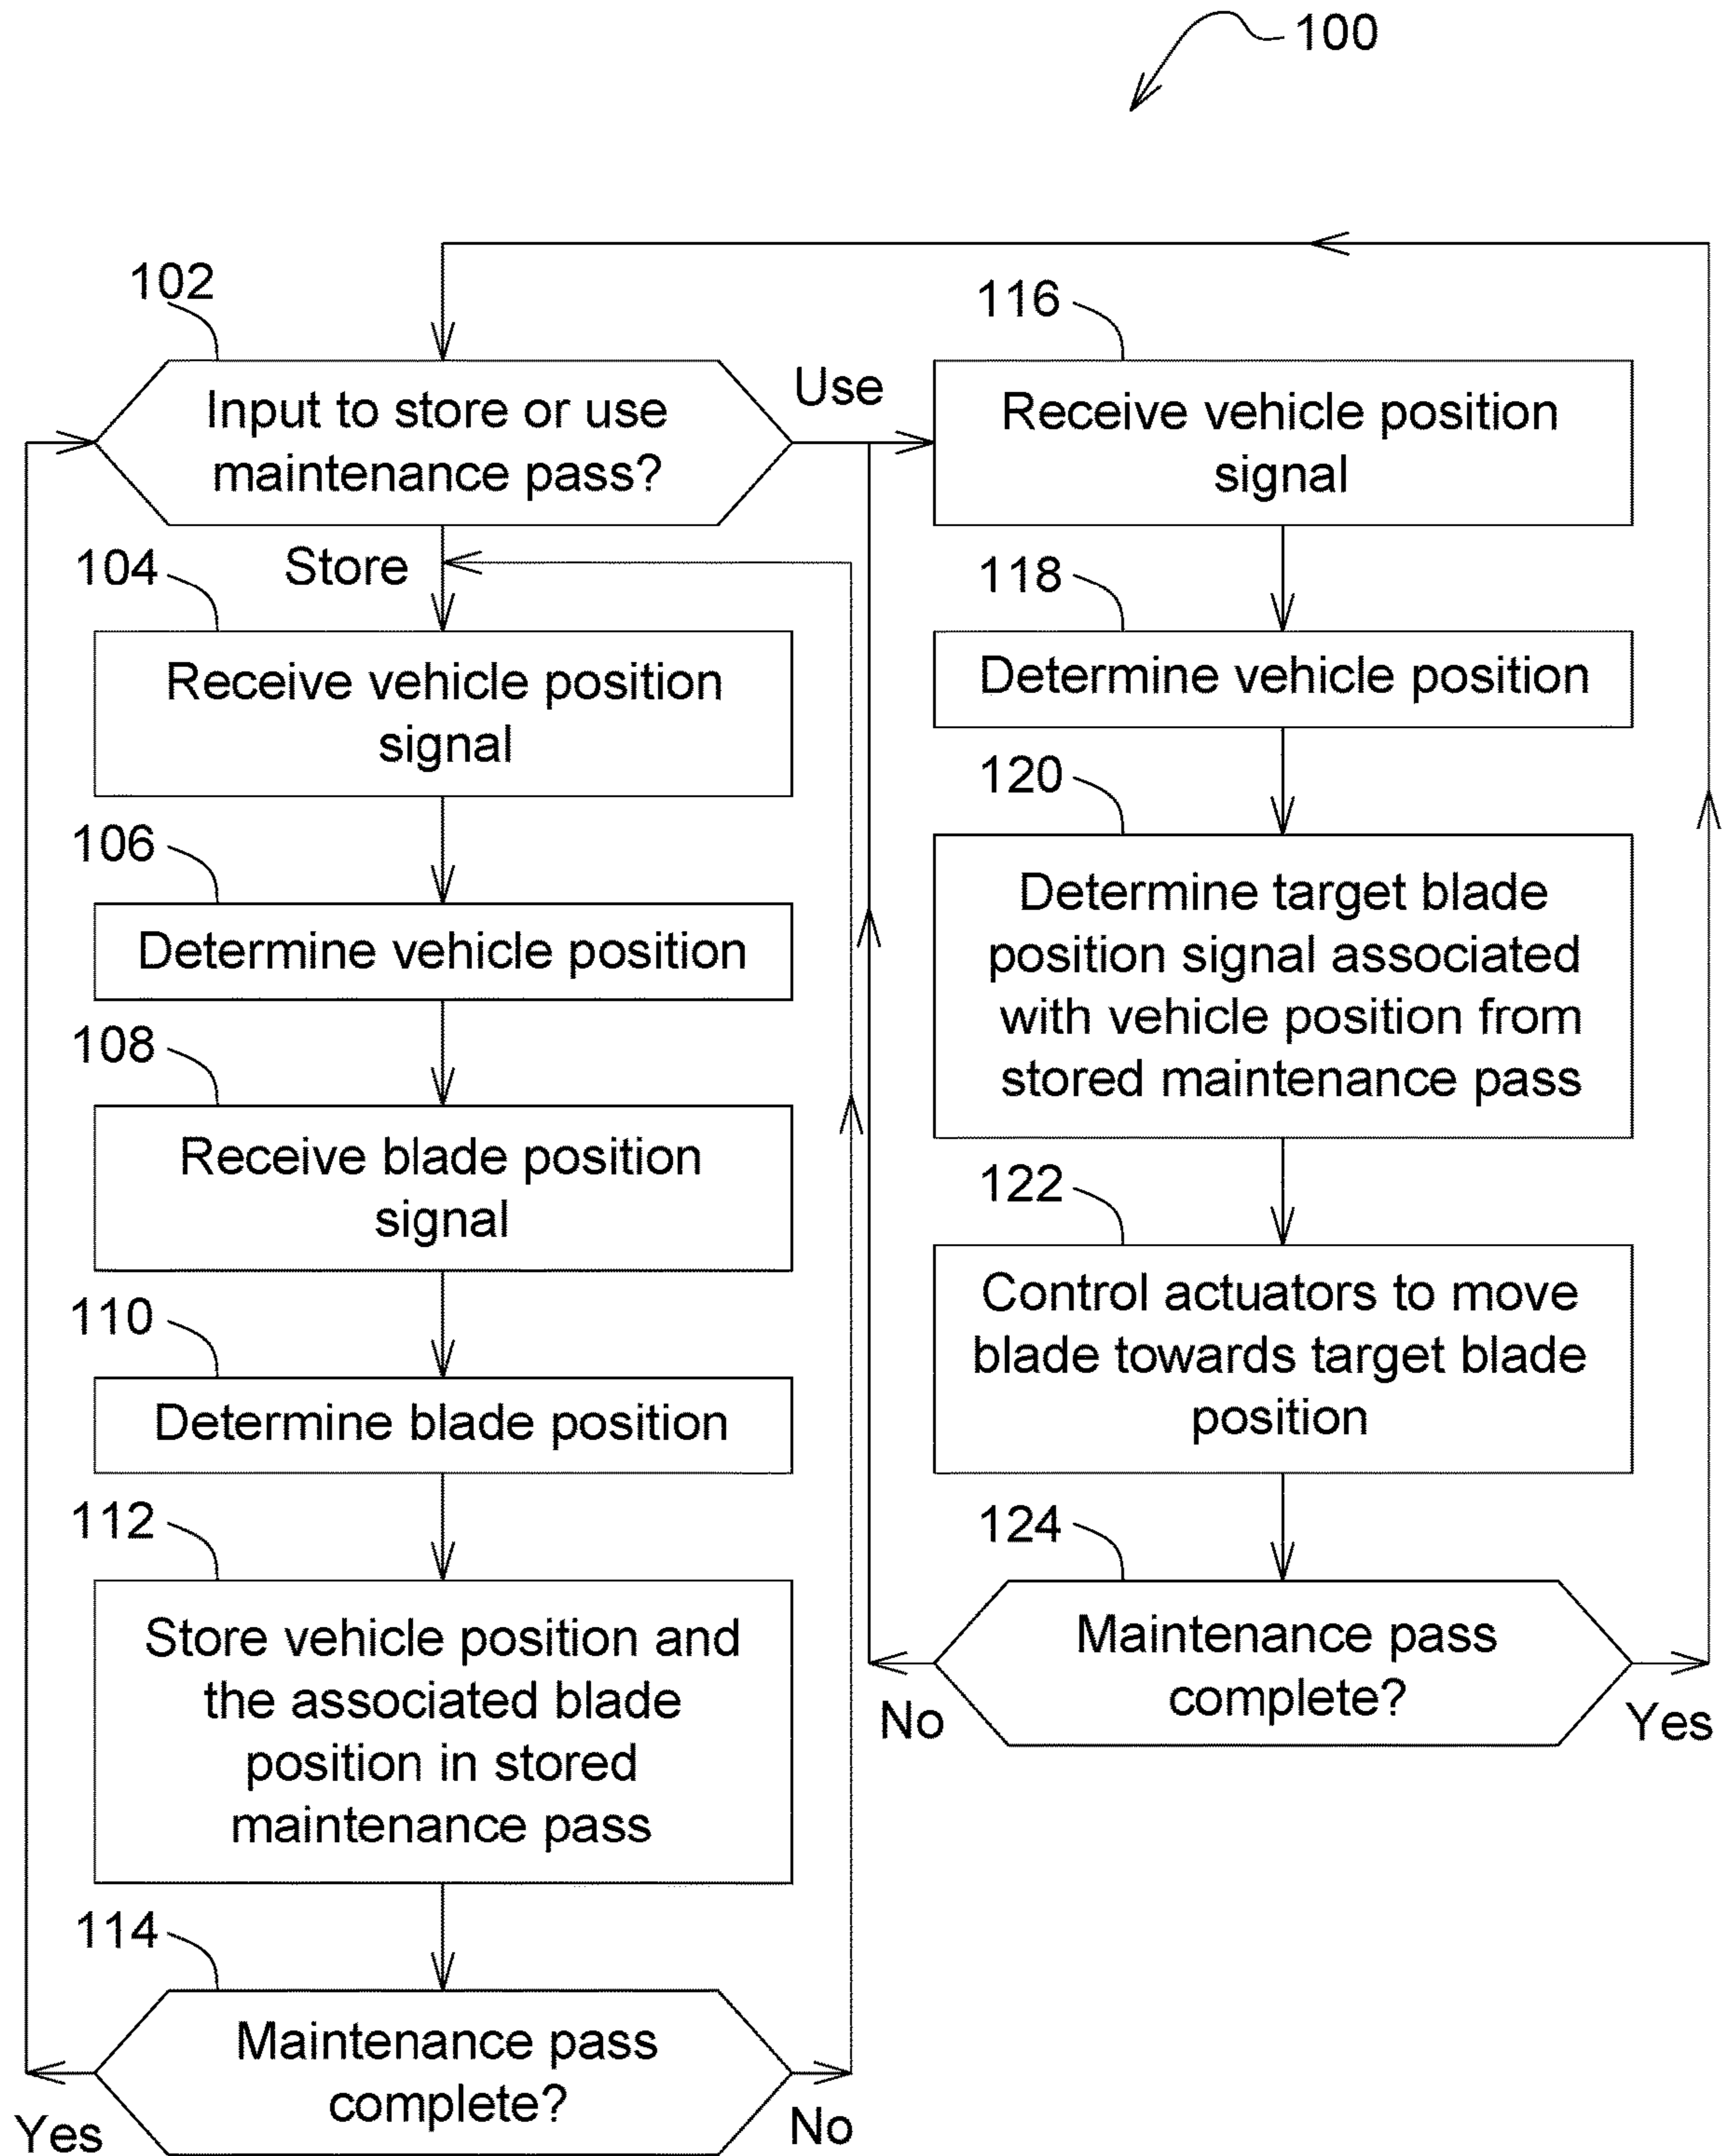 100
102
Input to store or use
maintenance pass?
Use
Store
104
Receive vehicle position
signal
106
Determine vehicle position
108
Receive blade position
signal
110
Determine blade position
112
Store vehicle position and
the associated blade
position in stored
maintenance pass
114
Maintenance pass
complete?
Yes
No
116
Receive vehicle position
signal
118
Determine vehicle position
120
Determine target blade
position signal associated
with vehicle position from
stored maintenance pass
122
Control actuators to move
blade towards target blade
position
124
Maintenance pass
complete?
No
Yes